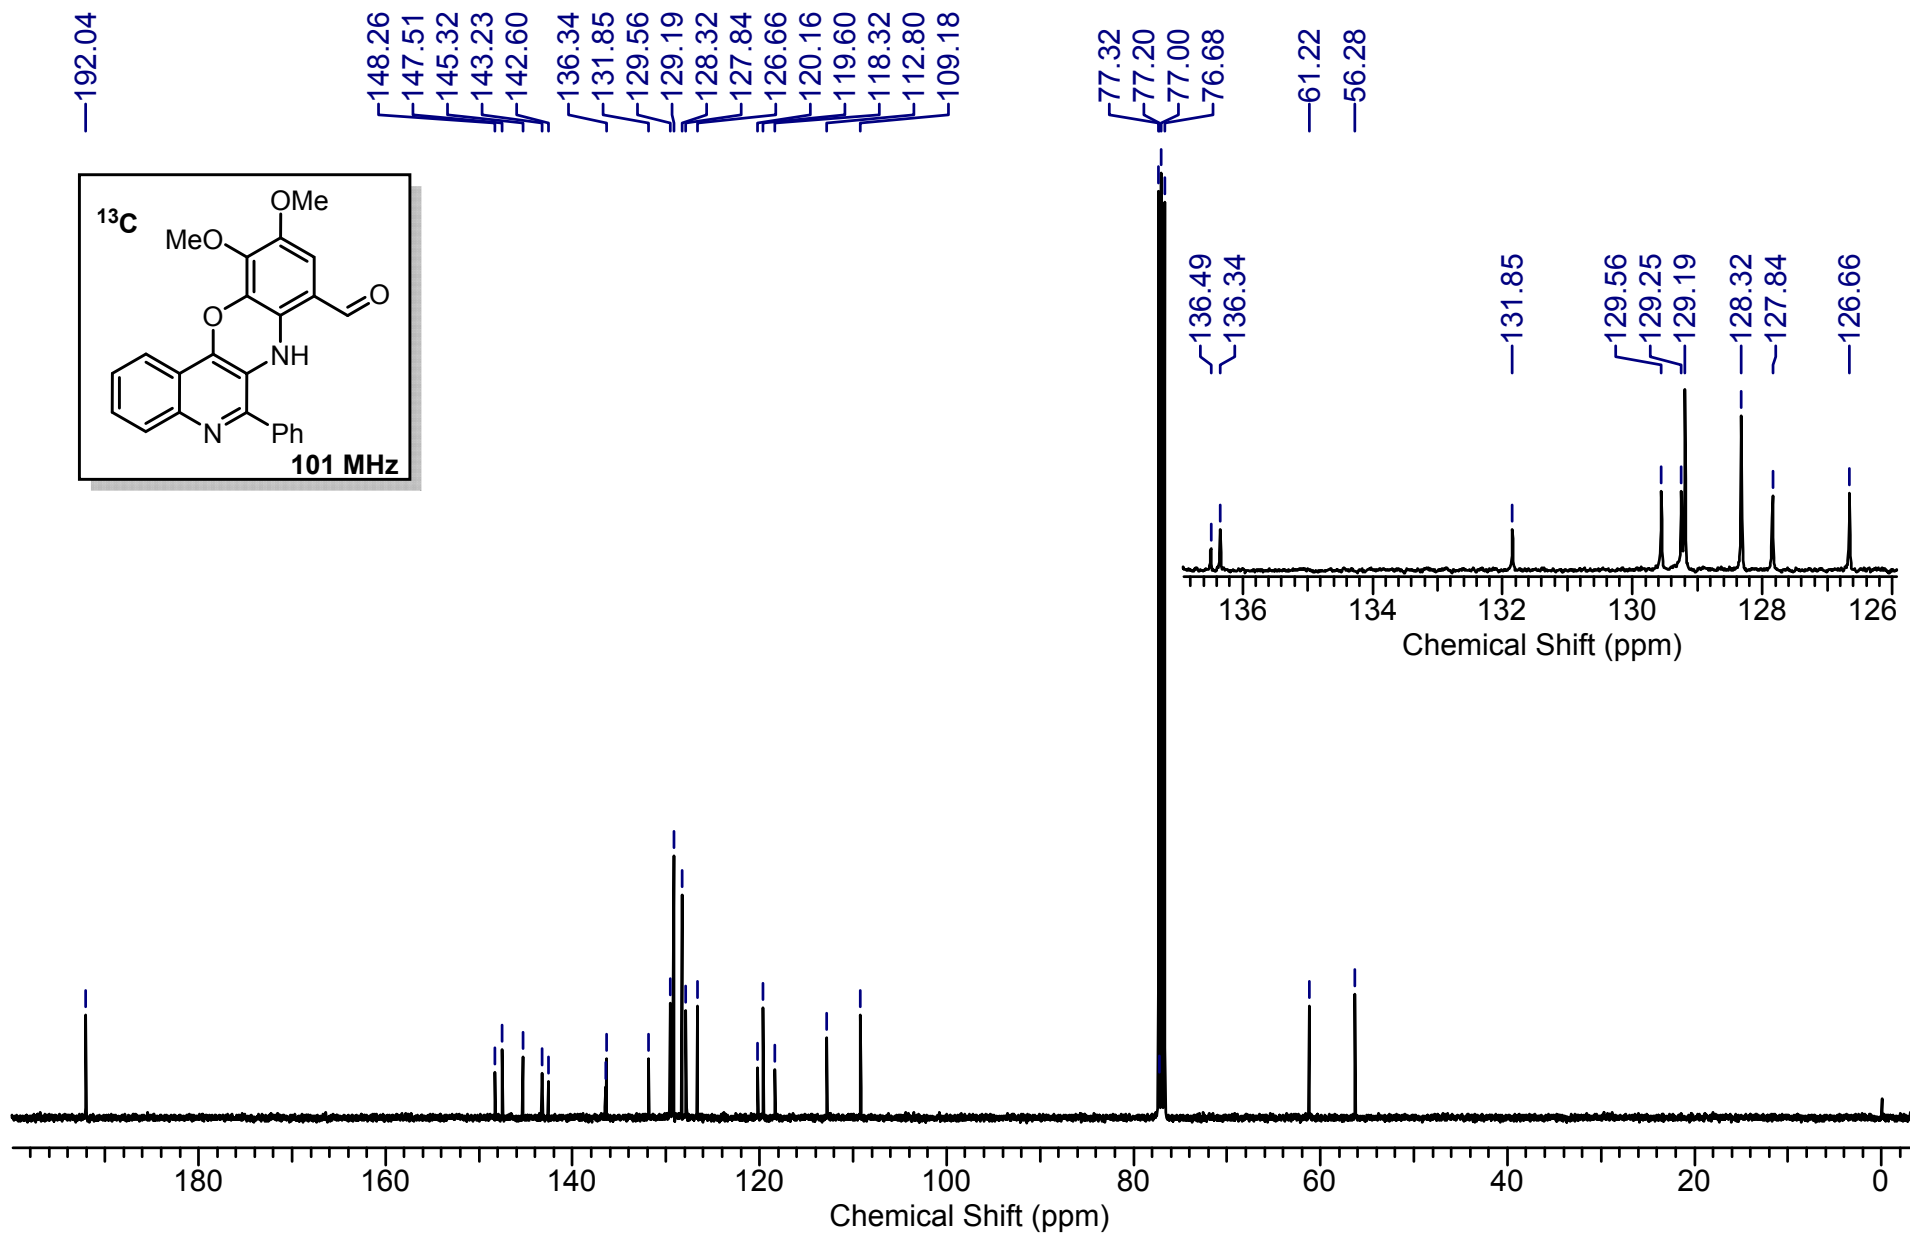 192.04
148.26
147.51
145.32
143.23
142.60
136.34
131.85
129.56
129.19
128.32
127.84
126.66
120.16
119.60
118.32
112.80
109.18
77.32
77.20
77.00
76.68
61.22
56.28
13C
OMe
MeO
O
O
NH
N
Ph
101 MHz
136.49
136.34
131.85
129.56
129.25
129.19
128.32
127.84
126.66
136 134 132 130 128 126
Chemical Shift (ppm)
180 160 140 120 100 80 60 40 20 0
Chemical Shift (ppm)